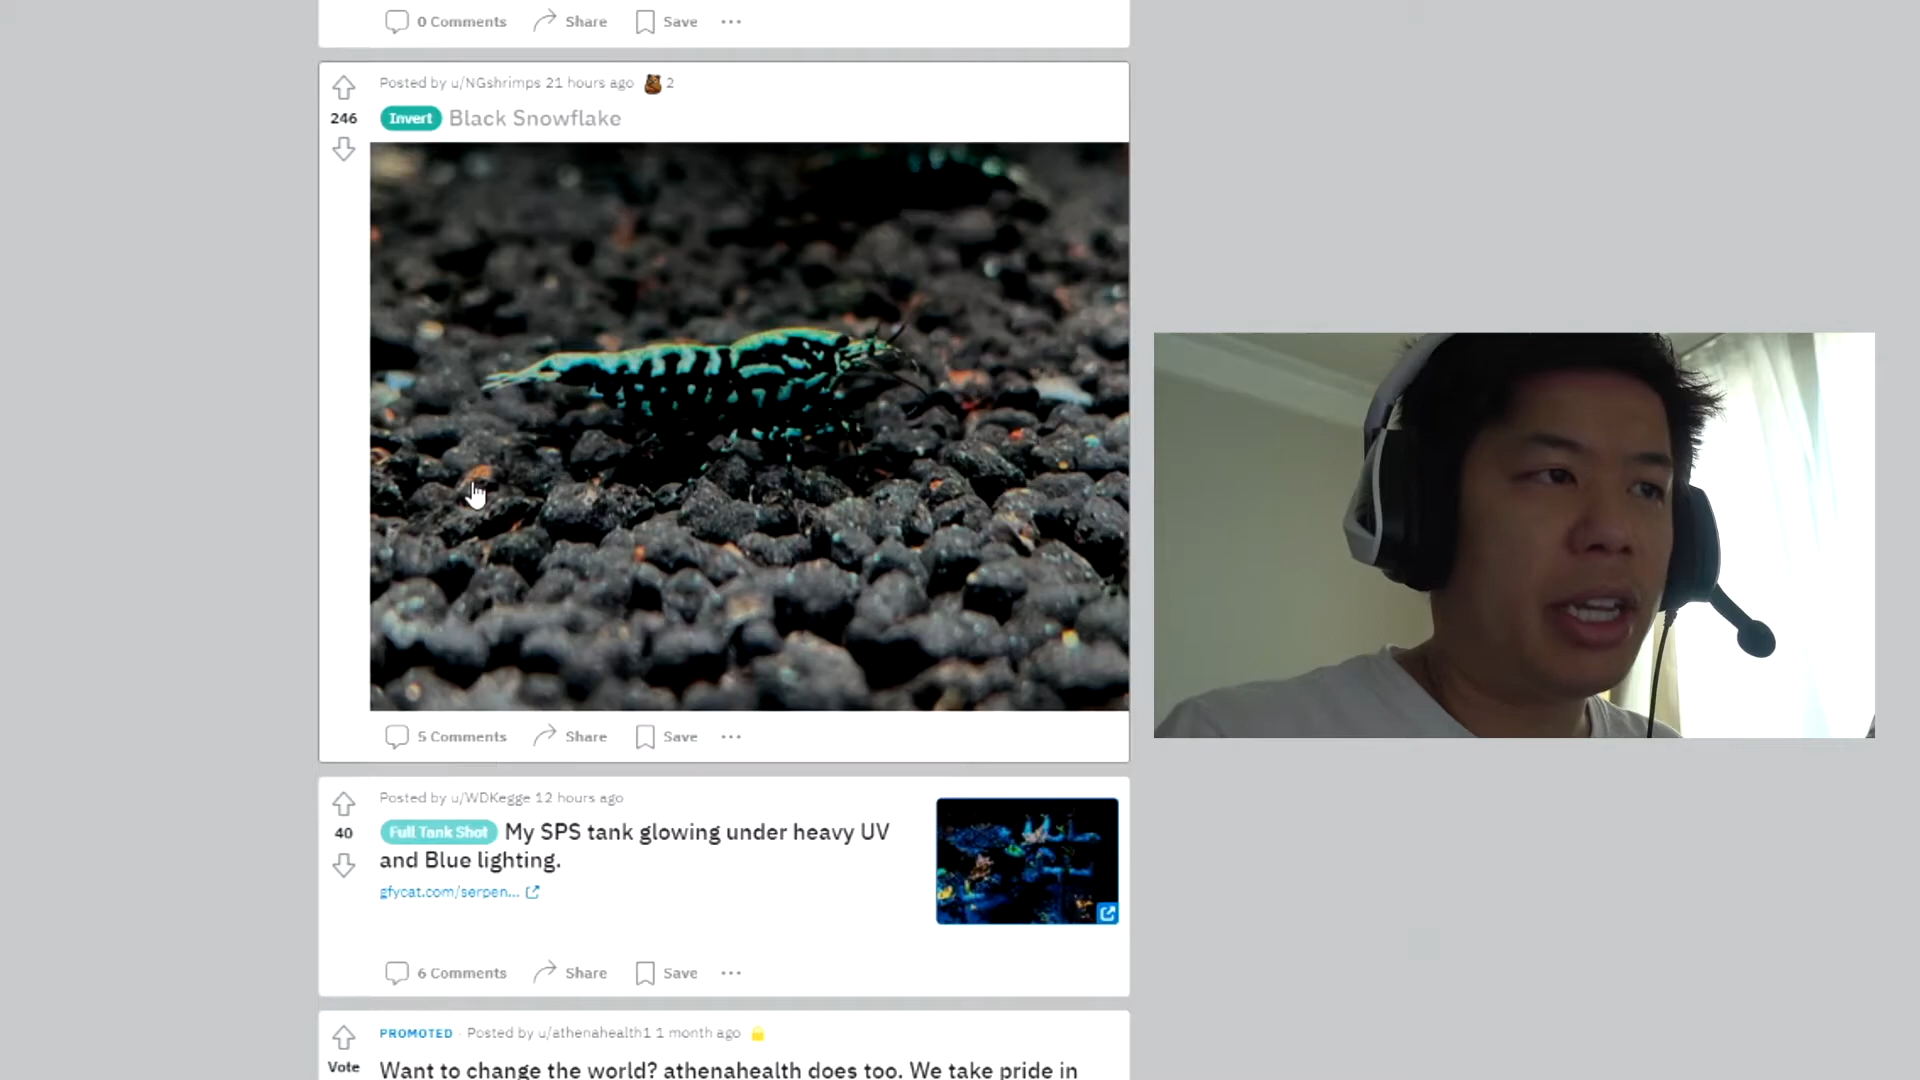 0 Comments Share Save
Posted by u/NGshrimps 21 hours ago 2
246
Invert Black Snowflake
5 Comments Share Save
Posted by u/WDKegge 12 hours ago
40
Full Tank Shot My SPS tank glowing under heavy UV
and Blue lighting.
gfycat.com/serpen...
6 Comments Share Save
PROMOTED · Posted by u/athenahealth1 1 month ago
Vote
Want to change the world? athenahealth does too. We take pride in